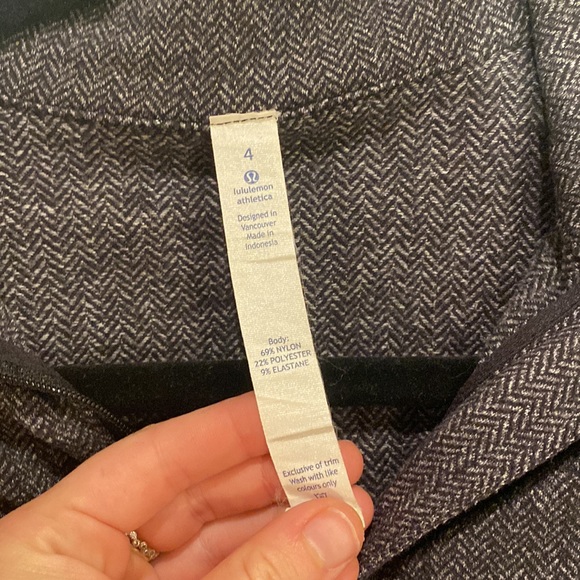 4
lululemon
athletica
Designed in
Vancouver
Made in
Indonesia
Body:
69% NYLON
22% POLYESTER
9% ELASTANE
Exclusive of trim
Wash with like
colours only